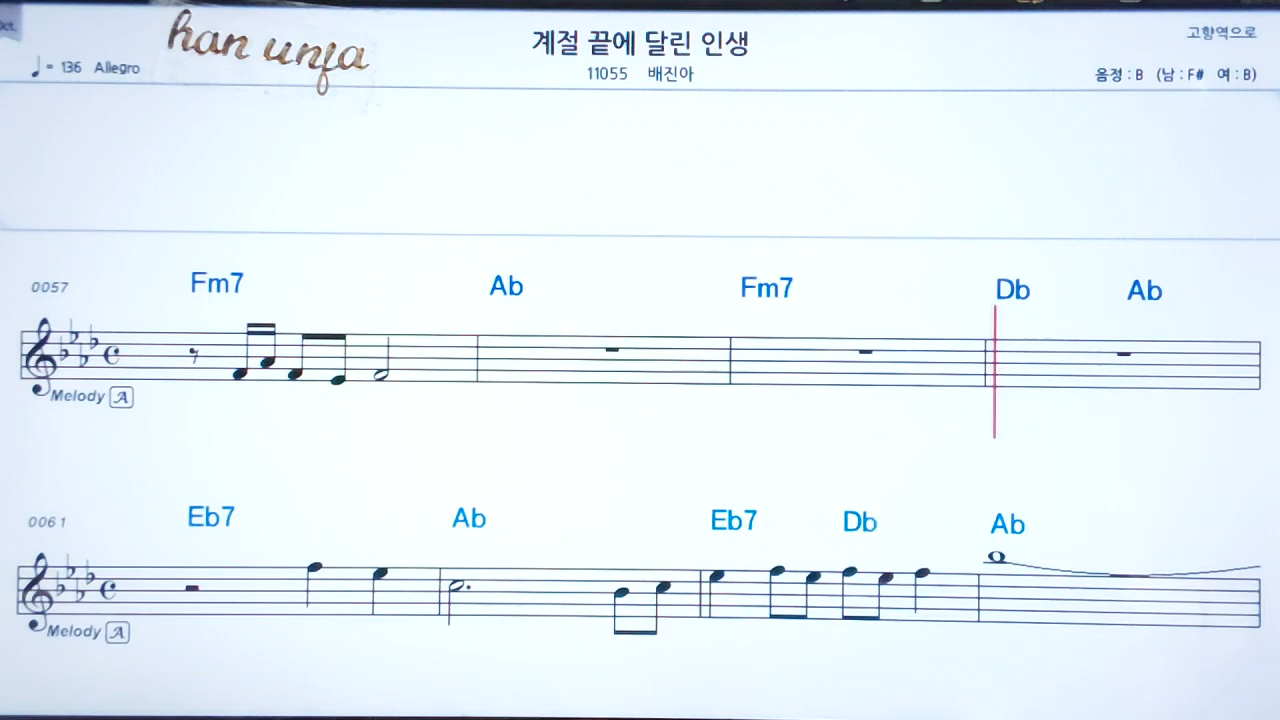 han unfa
계절 끝에 달린 인생
고향역으로
♩= 136 Allegro
11055 배진아
음정 : B (남 : F# 여 : B)
0057 Fm7 Ab Fm7 Db Ab
Melody A
0061 Eb7 Ab Eb7 Db Ab
Melody A